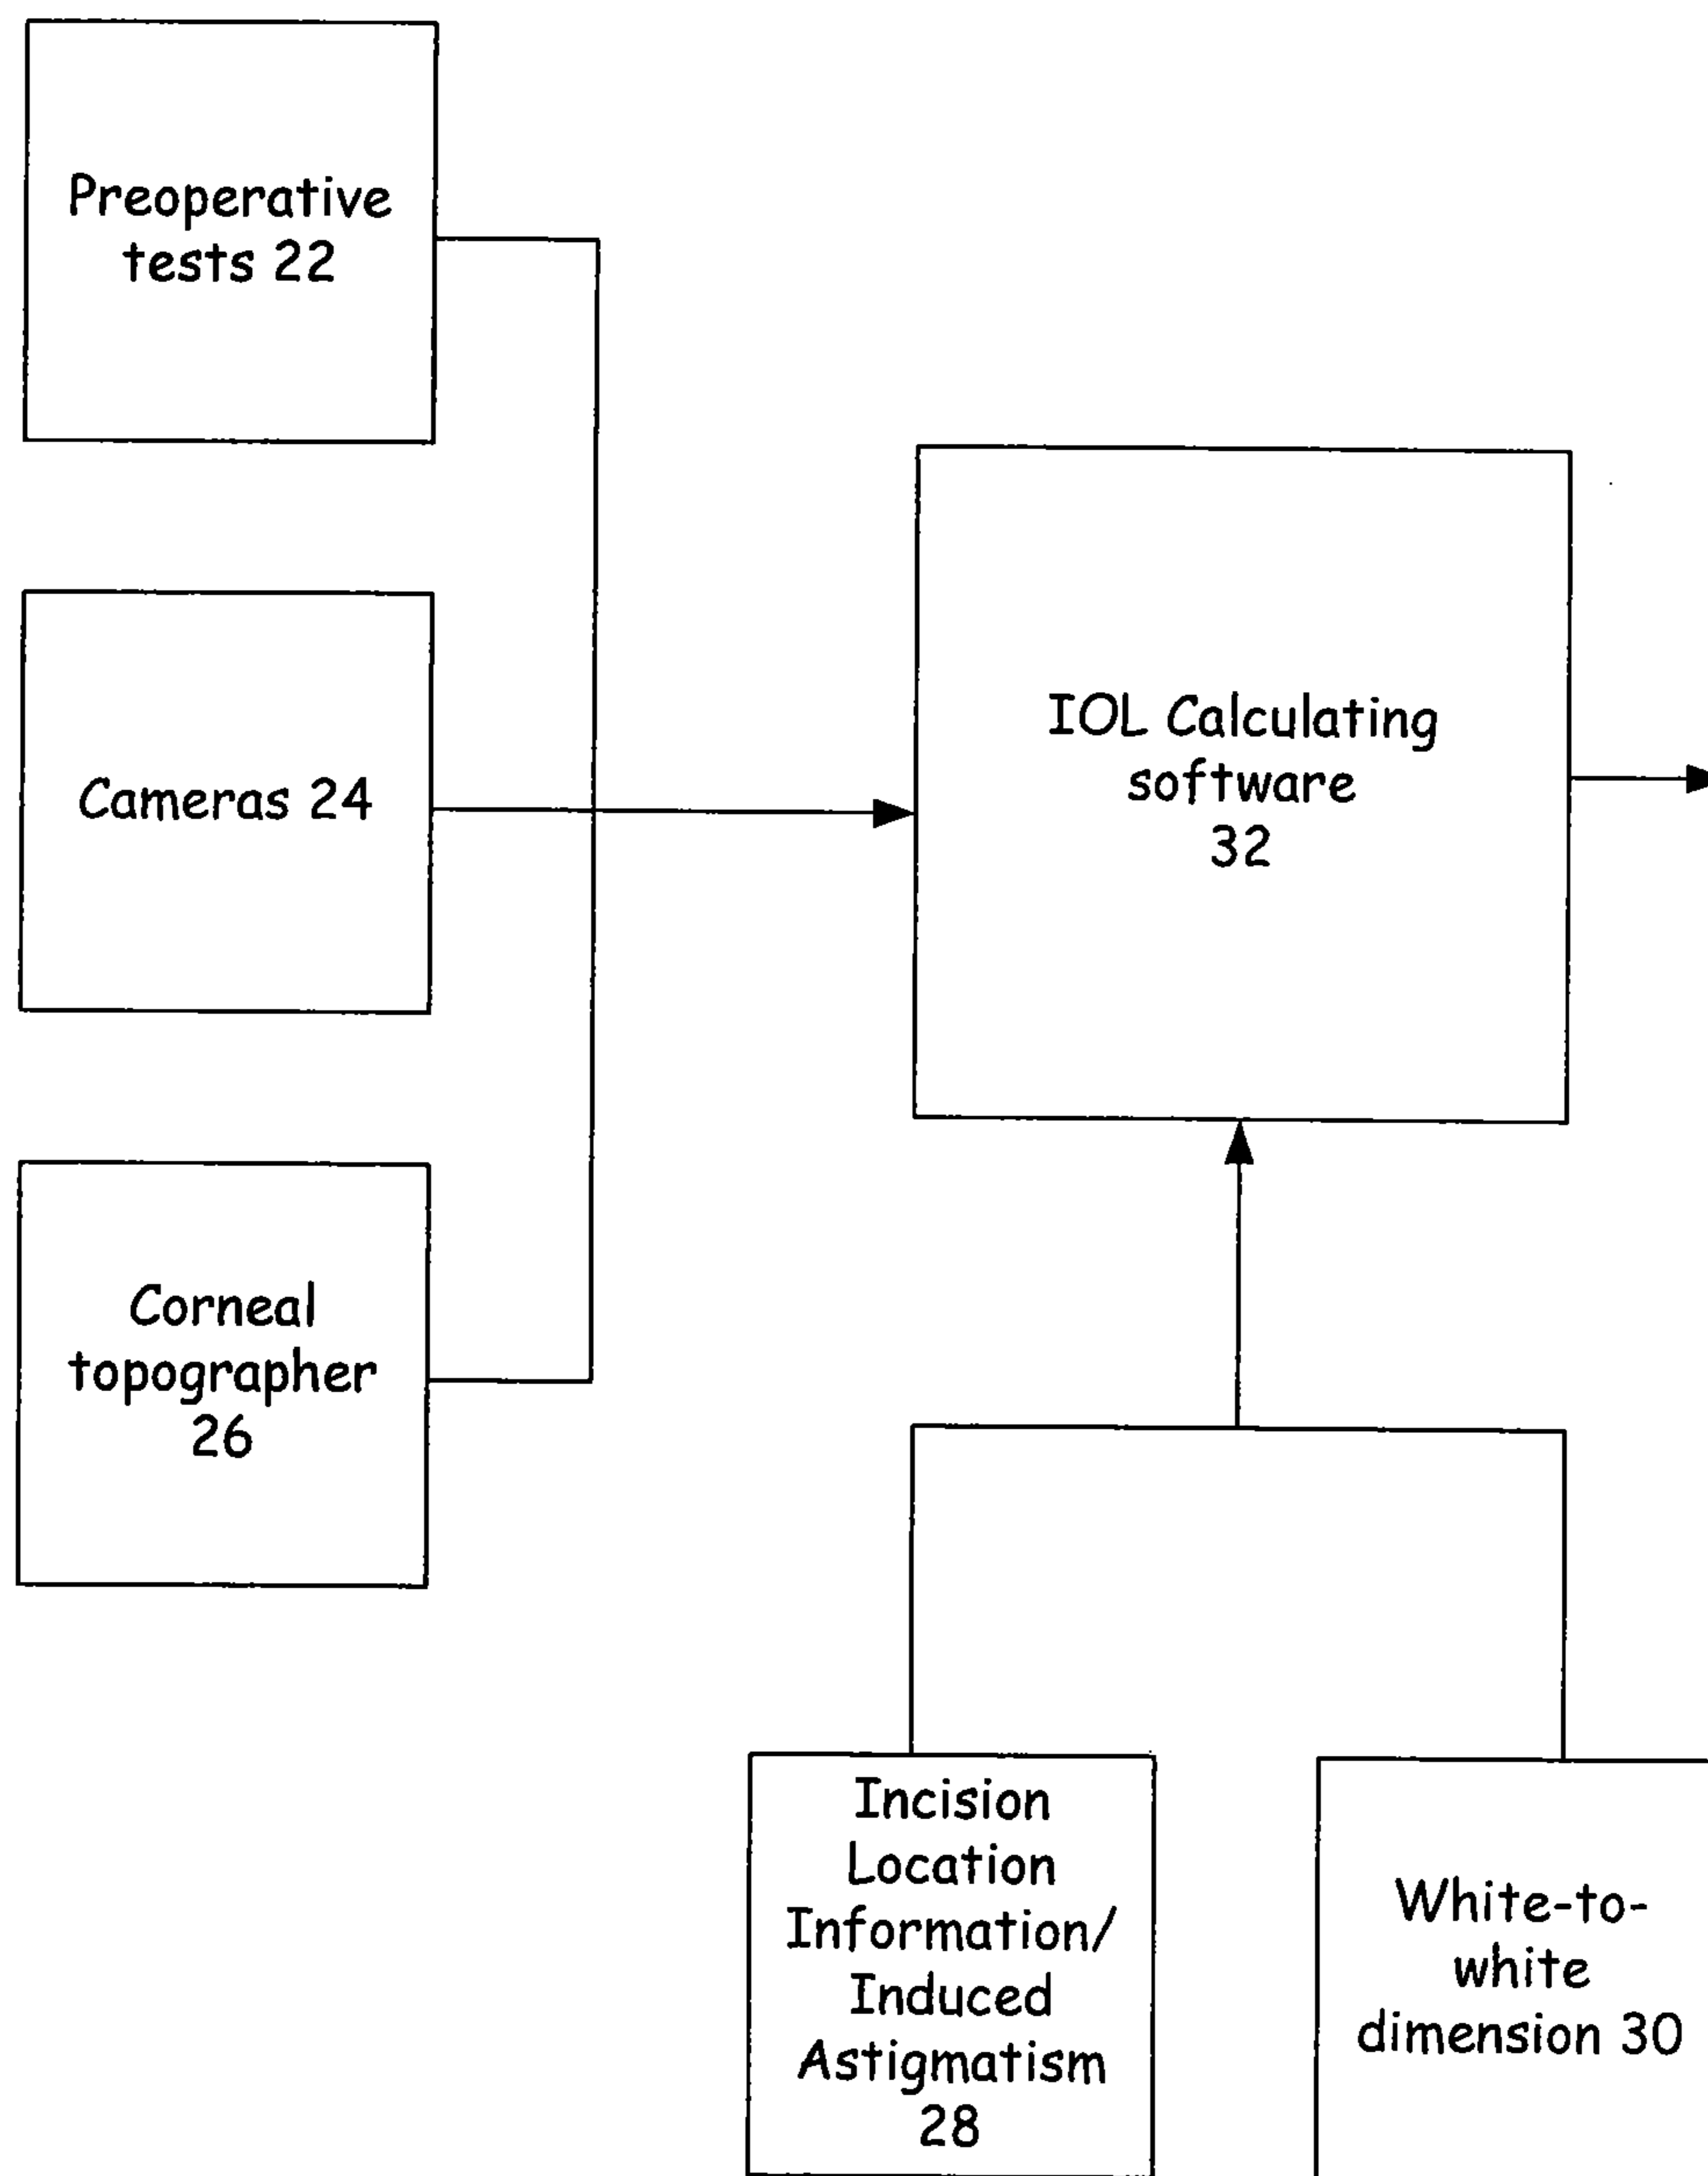 Preoperative
tests 22
Cameras 24
IOL Calculating
software
32
Corneal
topographer
26
Incision
Location
Information/
Induced
Astigmatism
28
White-to-
white
dimension 30